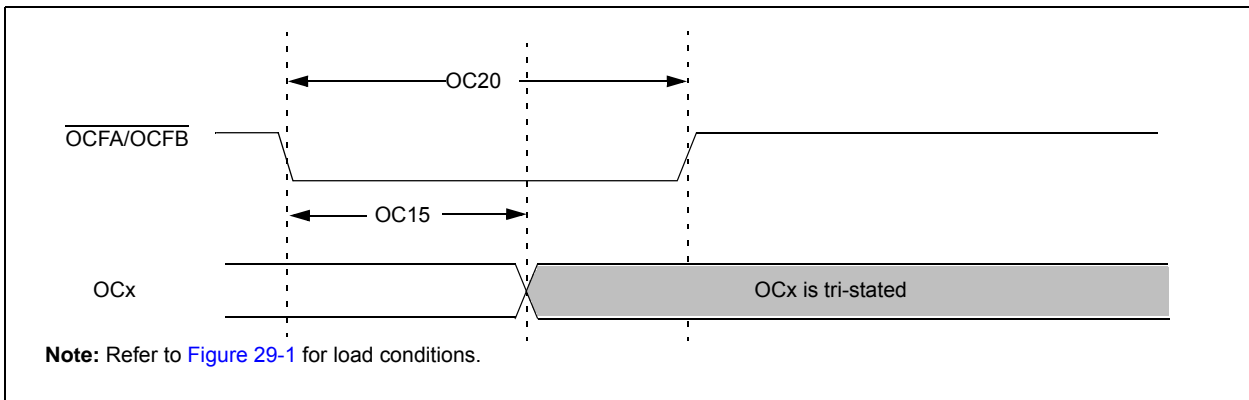 OC20
OCFA/OCFB
OC15
OCx
OCx is tri-stated
Note: Refer to Figure 29-1 for load conditions.